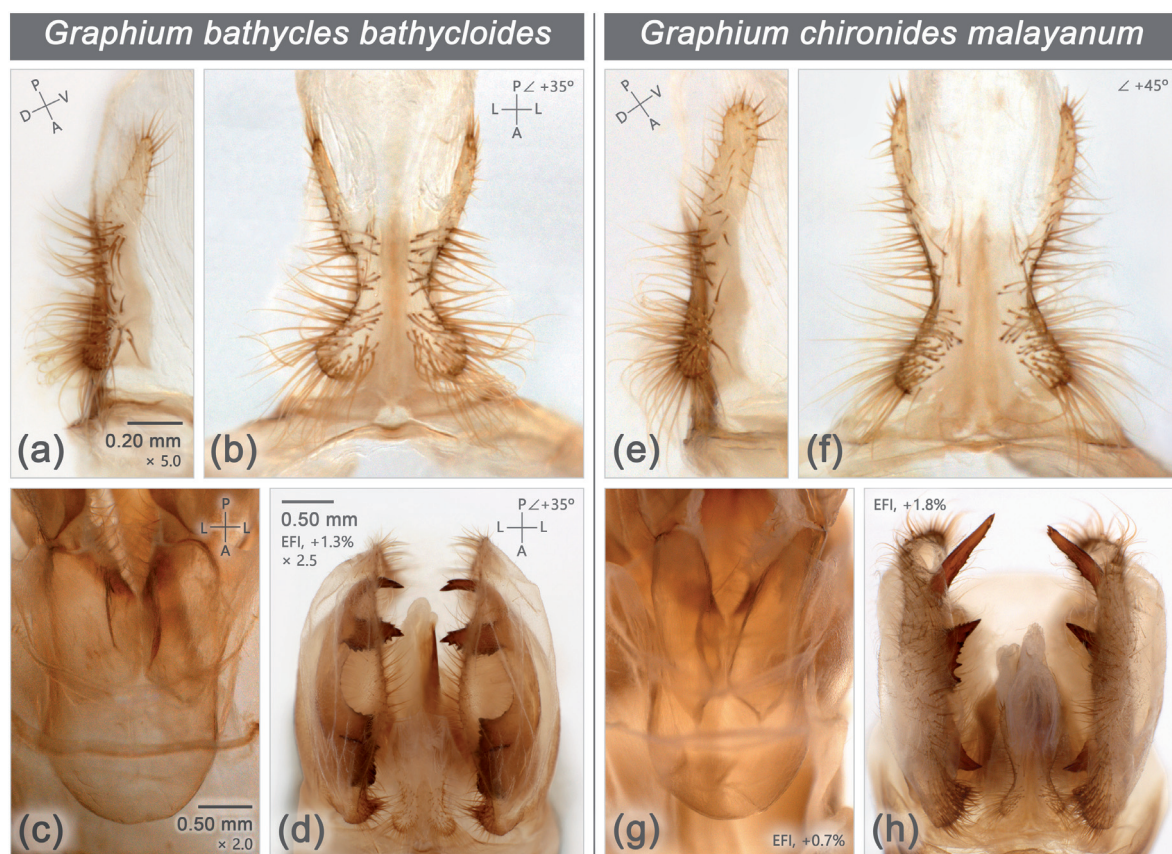 Graphium bathycles bathycloides
Graphium chironides malayanum
P
D V
A
(a)
0.20 mm
× 5.0
P∠ +35º
L L
A
(b)
P
D V
A
(e)
∠ +45º
(f)
P
L L
A
(c)
0.50 mm
× 2.0
0.50 mm
EFI, +1.3%
× 2.5
P∠+35º
L L
A
(d)
(g)
EFI, +0.7%
EFI, +1.8%
(h)